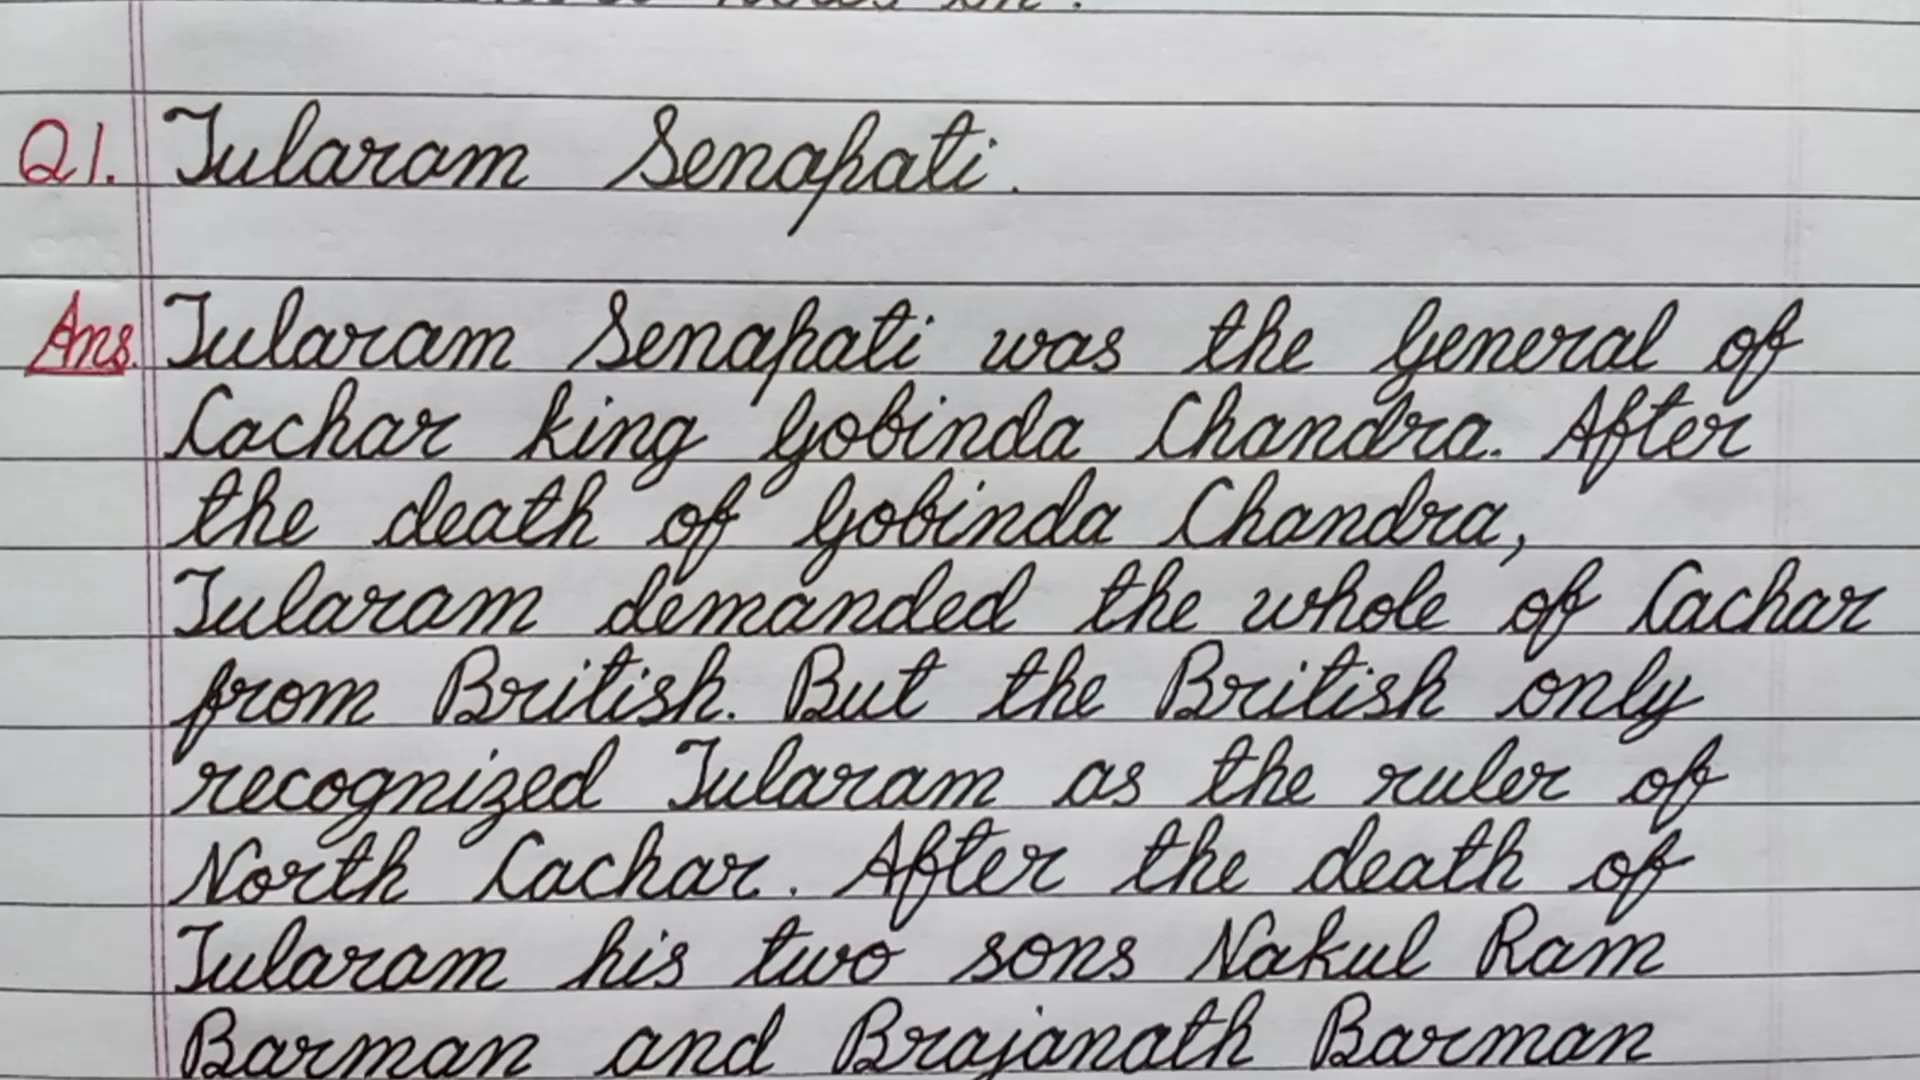 notes on :
Q1. Tularam Senapati.
Ans. Tularam Senapati was the General of
Cachar king Gobinda Chandra. After
the death of Gobinda Chandra,
Tularam demanded the whole of Cachar
from British. But the British only
recognized Tularam as the ruler of
North Cachar. After the death of
Tularam his two sons Nakul Ram
Barman and Brajanath Barman